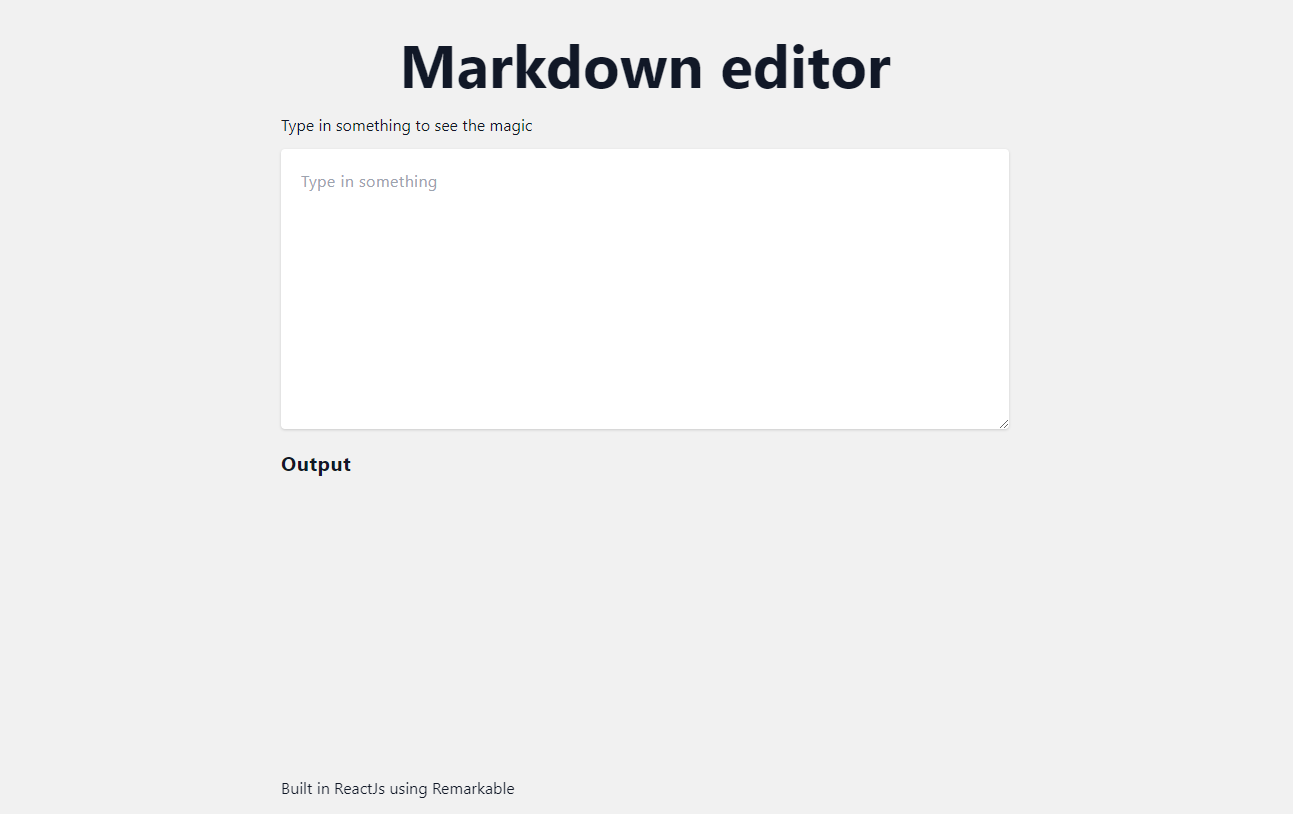 Markdown editor
Type in something to see the magic
Type in something
Output
Built in ReactJs using Remarkable